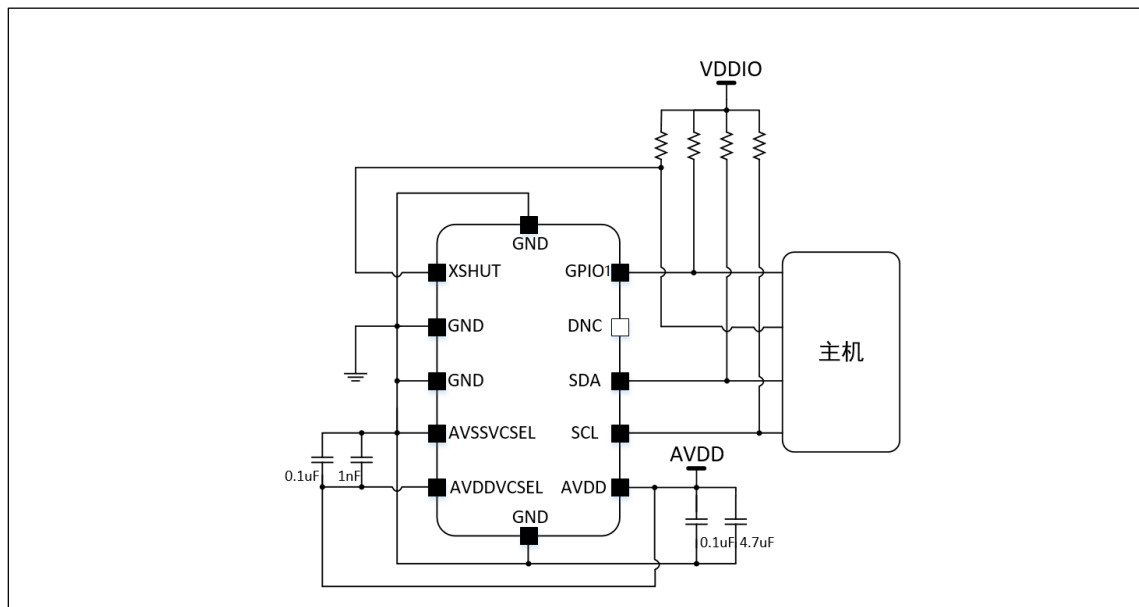 VDDIO
GND
XSHUT
GPIO1
GND
DNC
主机
GND
SDA
AVSSVCSEL
SCL
AVDD
0.1uF
1nF
AVDDVCSEL
AVDD
GND
0.1uF
4.7uF